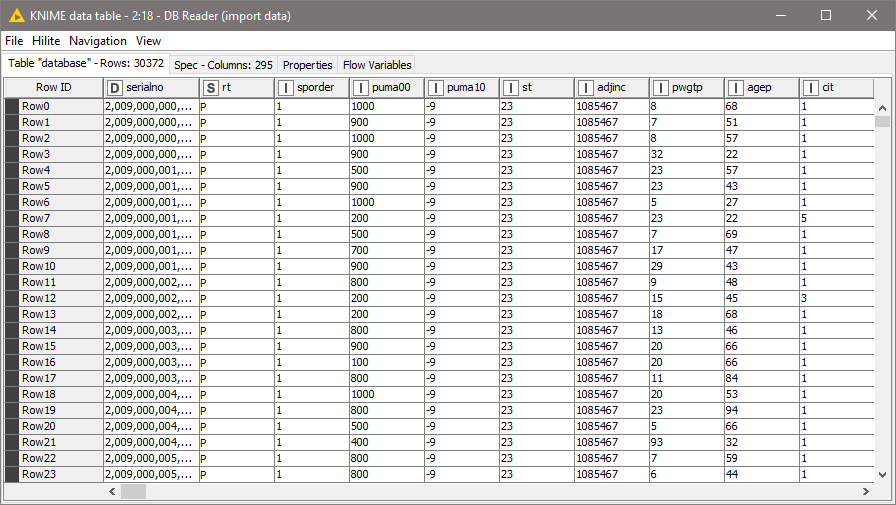 KNIME data table - 2:18 - DB Reader (import data)
File Hilite Navigation View
Table "database" - Rows: 30372 Spec - Columns: 295 Properties Flow Variables
Row ID D serialno S rt I sporder I puma00 I puma10 I st I adjinc I pwgtp I agep I cit
Row0 2,009,000,000,... P 1 1000 -9 23 1085467 8 68 1
Row1 2,009,000,000,... P 1 900 -9 23 1085467 7 51 1
Row2 2,009,000,000,... P 1 1000 -9 23 1085467 8 57 1
Row3 2,009,000,000,... P 1 900 -9 23 1085467 32 22 1
Row4 2,009,000,001,... P 1 500 -9 23 1085467 23 57 1
Row5 2,009,000,001,... P 1 900 -9 23 1085467 23 43 1
Row6 2,009,000,001,... P 1 1000 -9 23 1085467 5 27 1
Row7 2,009,000,001,... P 1 200 -9 23 1085467 23 22 5
Row8 2,009,000,001,... P 1 500 -9 23 1085467 7 69 1
Row9 2,009,000,001,... P 1 700 -9 23 1085467 17 47 1
Row10 2,009,000,001,... P 1 900 -9 23 1085467 29 43 1
Row11 2,009,000,002,... P 1 800 -9 23 1085467 9 48 1
Row12 2,009,000,002,... P 1 200 -9 23 1085467 15 45 3
Row13 2,009,000,002,... P 1 200 -9 23 1085467 18 68 1
Row14 2,009,000,003,... P 1 800 -9 23 1085467 13 46 1
Row15 2,009,000,003,... P 1 900 -9 23 1085467 20 66 1
Row16 2,009,000,003,... P 1 100 -9 23 1085467 20 66 1
Row17 2,009,000,003,... P 1 800 -9 23 1085467 11 84 1
Row18 2,009,000,004,... P 1 1000 -9 23 1085467 20 53 1
Row19 2,009,000,004,... P 1 800 -9 23 1085467 23 94 1
Row20 2,009,000,004,... P 1 500 -9 23 1085467 5 66 1
Row21 2,009,000,004,... P 1 400 -9 23 1085467 93 32 1
Row22 2,009,000,005,... P 1 800 -9 23 1085467 7 59 1
Row23 2,009,000,005,... P 1 800 -9 23 1085467 6 44 1